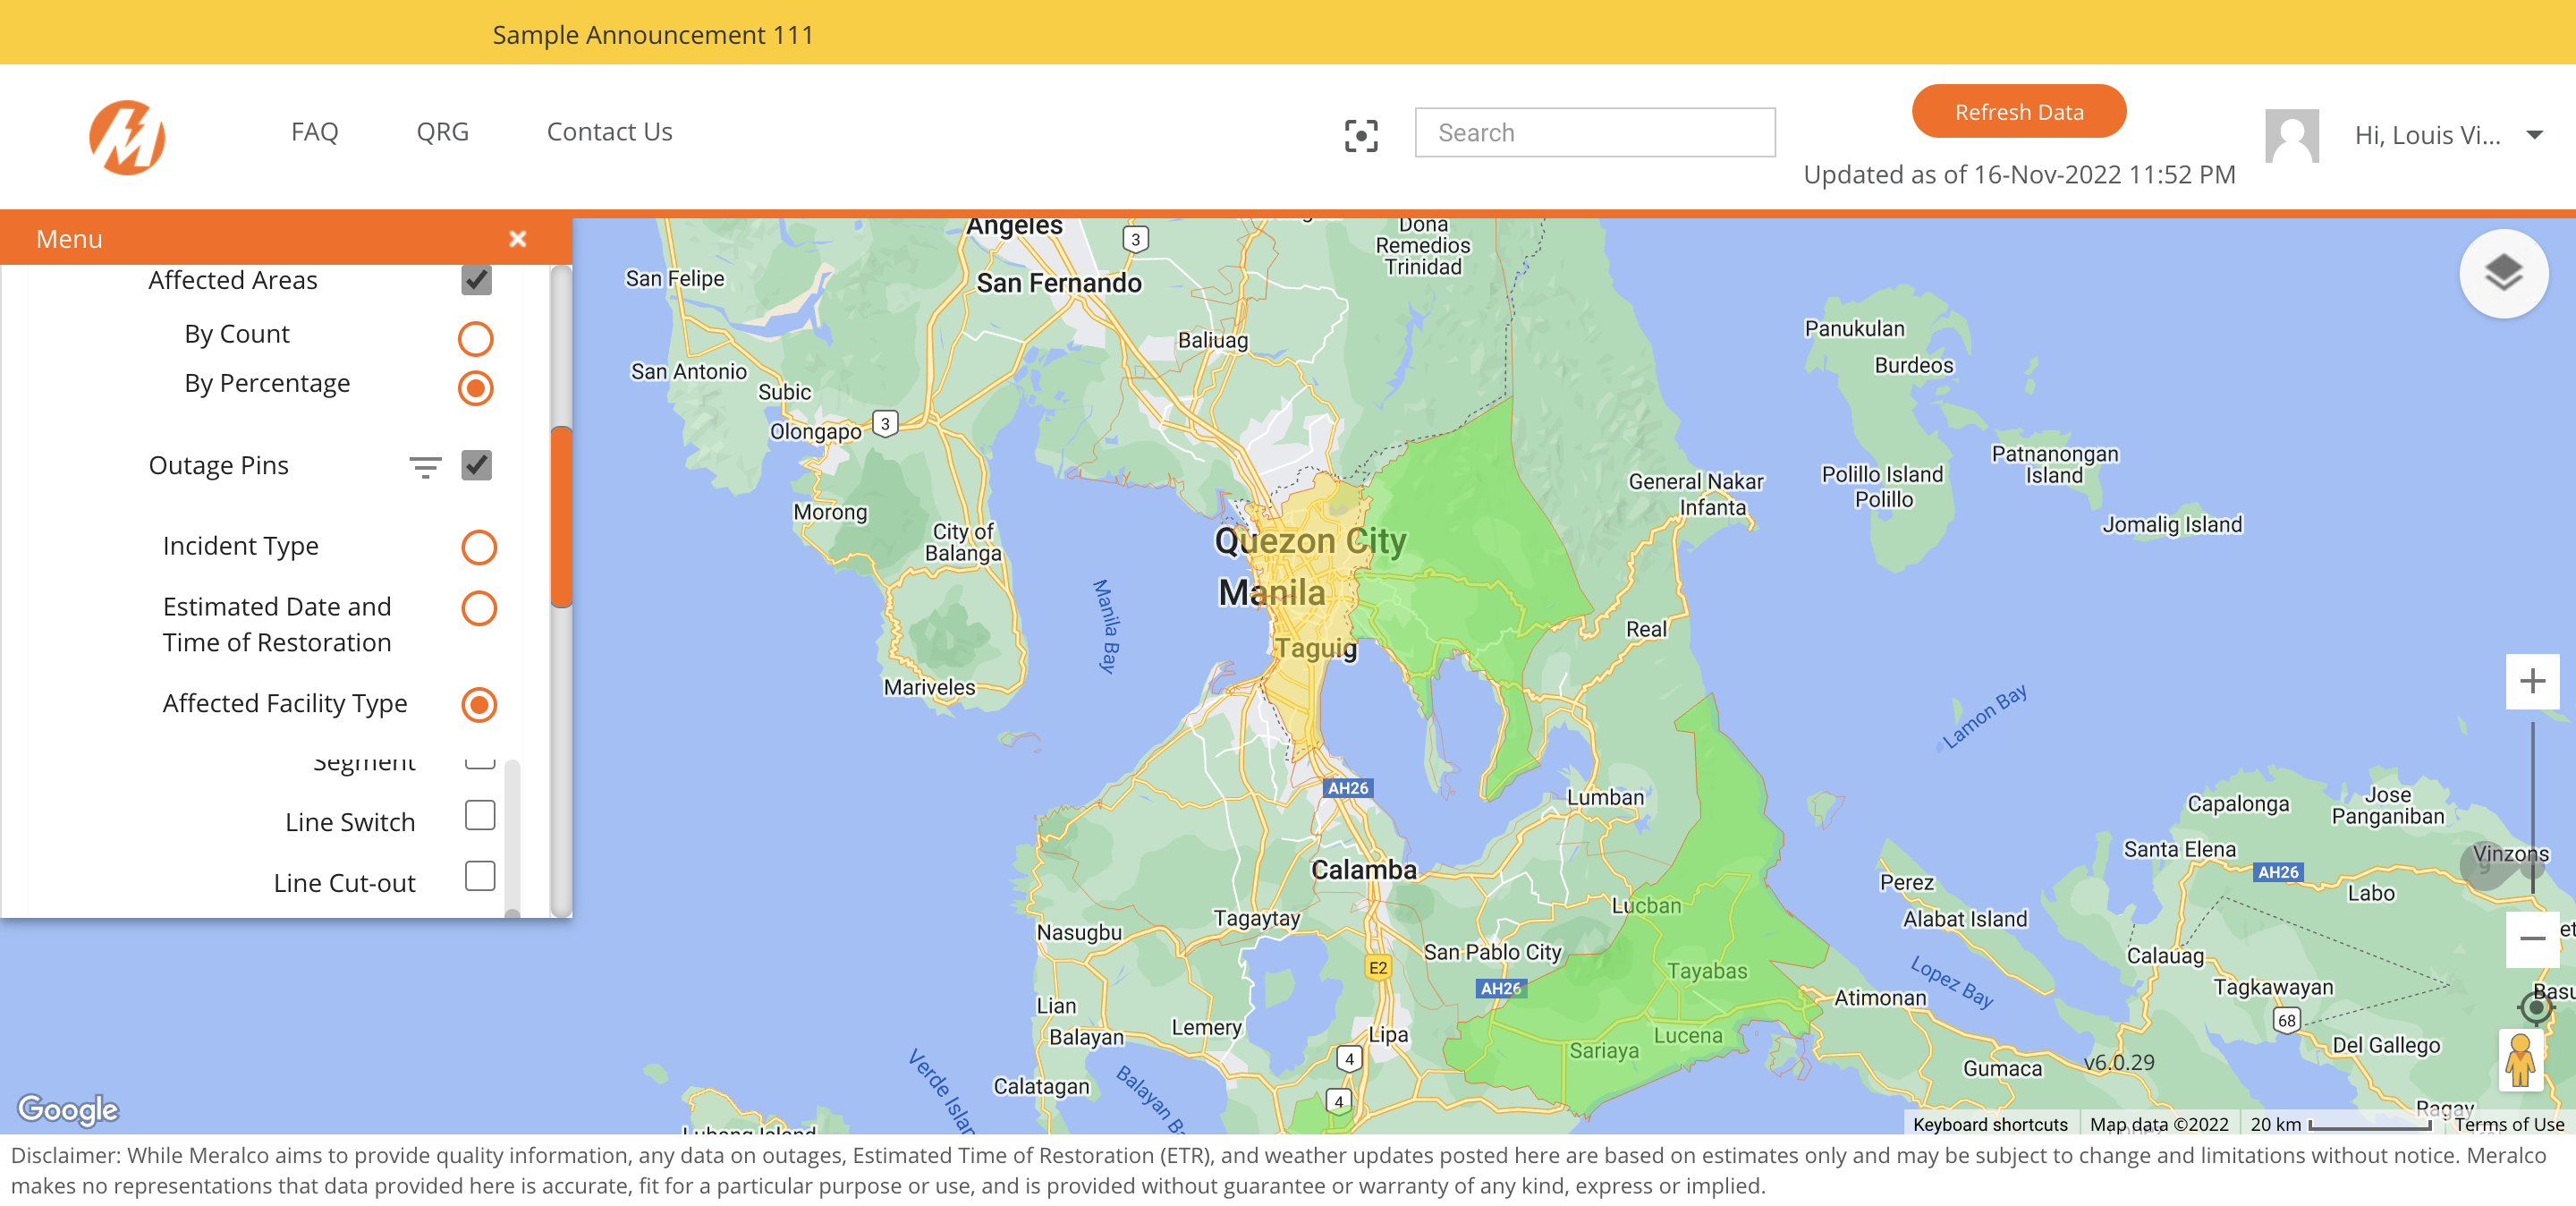 Sample Announcement 111
FAQ
QRG
Contact Us
Search
Refresh Data
Updated as of 16-Nov-2022 11:52 PM
Hi, Louis Vi...
Menu
Affected Areas
By Count
By Percentage
Outage Pins
Incident Type
Estimated Date and
Time of Restoration
Affected Facility Type
Segment
Line Switch
Line Cut-out
Angeles
3
Dona
Remedios
Trinidad
San Felipe
San Fernando
Panukulan
Baliuag
Burdeos
San Antonio
Subic
3
Olongapo
Patnanongan
Island
General Nakar
Polillo Island
Polillo
Infanta
Morong
Jomalig Island
City of
Balanga
Quezon City
Manila
Manila Bay
Real
Taguig
Mariveles
Lamon Bay
AH26
Lumban
Capalonga
Jose
Panganiban
Santa Elena
Vinzons
9
Calamba
AH26
Perez
Labo
Lucban
Tagaytay
Alabat Island
Nasugbu
San Pablo City
Calauag
E2
Tayabas
Lopez Bay
AH26
Tagkawayan
Basu
Atimonan
Lian
68
Lemery
Lipa
Lucena
Balayan
Sariaya
Del Gallego
4
v6.0.29
Gumaca
Verde Islan
Calatagan
Balayan B
4
Ragay
Lubang Island
Google
Keyboard shortcuts
Map data ©2022
20 km
Terms of Use
Disclaimer: While Meralco aims to provide quality information, any data on outages, Estimated Time of Restoration (ETR), and weather updates posted here are based on estimates only and may be subject to change and limitations without notice. Meralco
makes no representations that data provided here is accurate, fit for a particular purpose or use, and is provided without guarantee or warranty of any kind, express or implied.